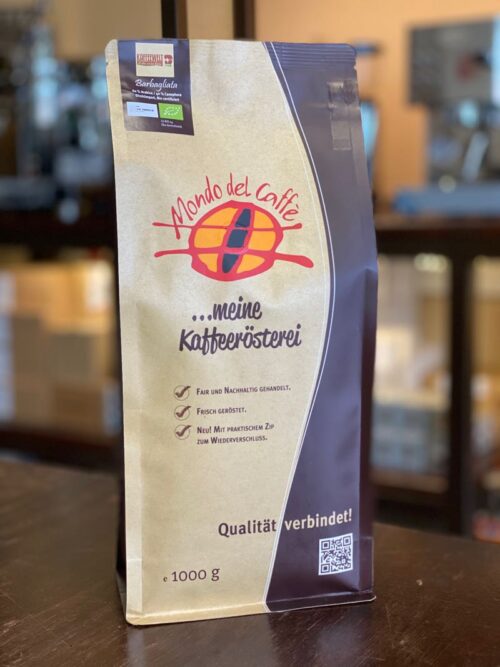 Barbagliata
Mondo del Caffè
...meine
Kaffeerösterei
Fair und Nachhaltig gehandelt.
Frisch geröstet.
Neu! Mit praktischem Zip
zum Wiederverschluss.
Qualität verbindet!
e 1000 g